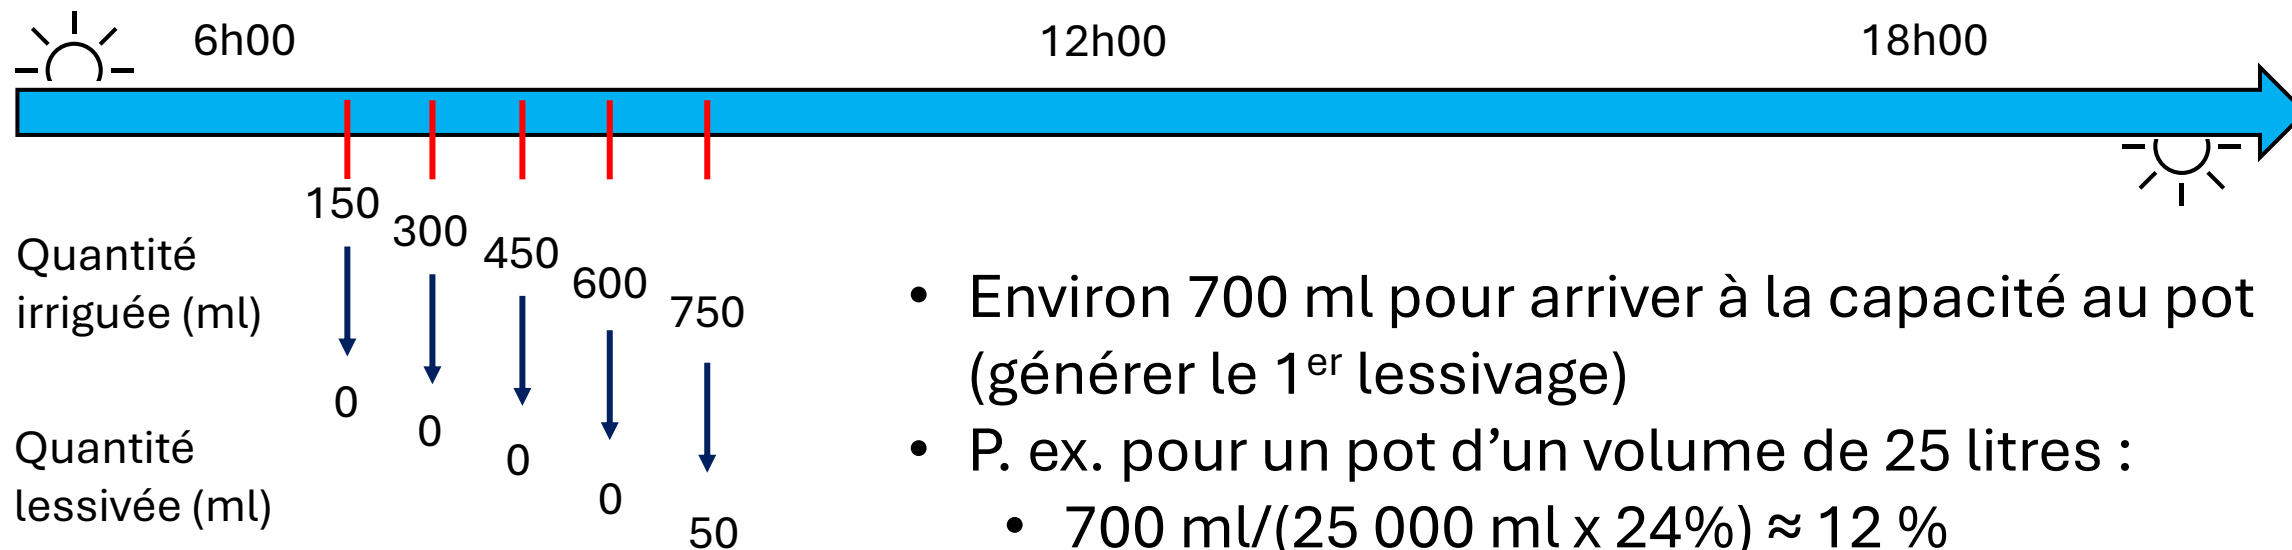 6h00 12h00 18h00
150
300
450
600
750
Quantité
irriguée (ml)
0
0
0
0
50
Quantité
lessivée (ml)
• Environ 700 ml pour arriver à la capacité au pot
(générer le 1er lessivage)
• P. ex. pour un pot d’un volume de 25 litres :
• 700 ml/(25 000 ml x 24%) ≈ 12 %